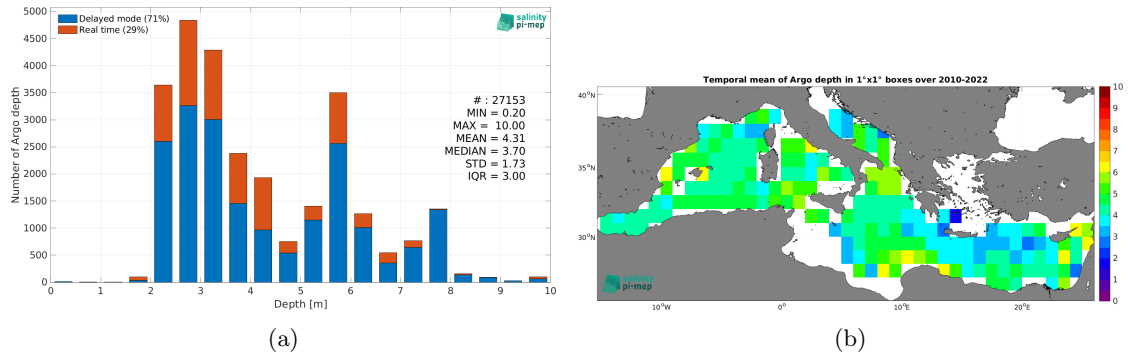 Delayed mode (71%)
Real time (29%)
salinity
pi-mep
# : 27153
MIN = 0.20
MAX = 10.00
MEAN = 4.31
MEDIAN = 3.70
STD = 1.73
IQR = 3.00
Number of Argo depth
5000
4500
4000
3500
3000
2500
2000
1500
1000
500
0
0 1 2 3 4 5 6 7 8 9 10
Depth [m]
(a)
Temporal mean of Argo depth in 1°x1° boxes over 2010-2022
40°N
35°N
30°N
10°W 0° 10°E 20°E
salinity
pi-mep
10
9
8
7
6
5
4
3
2
1
0
(b)